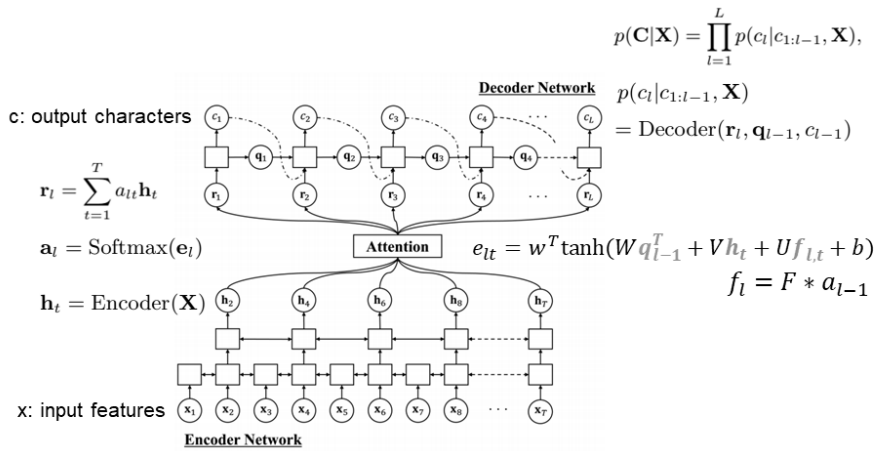 p(C|X) = ∏_{l=1}^{L} p(c_l|c_{1:l−1}, X),
Decoder Network
p(c_l|c_{1:l−1}, X)
= Decoder(r_l, q_{l−1}, c_{l−1})
c: output characters
c_1 c_2 c_3 c_4 ... c_L
q_1 q_2 q_3 q_4
r_1 r_2 r_3 r_4 ... r_L
r_l = ∑_{t=1}^{T} a_{lt} h_t
a_l = Softmax(e_l)
Attention
e_{lt} = w^T tanh(W q_{l−1}^T + V h_t + U f_{l,t} + b)
f_l = F ∗ a_{l−1}
h_t = Encoder(X)
h_2 h_4 h_6 h_8 h_T
x: input features
x_1 x_2 x_3 x_4 x_5 x_6 x_7 x_8 ... x_T
Encoder Network